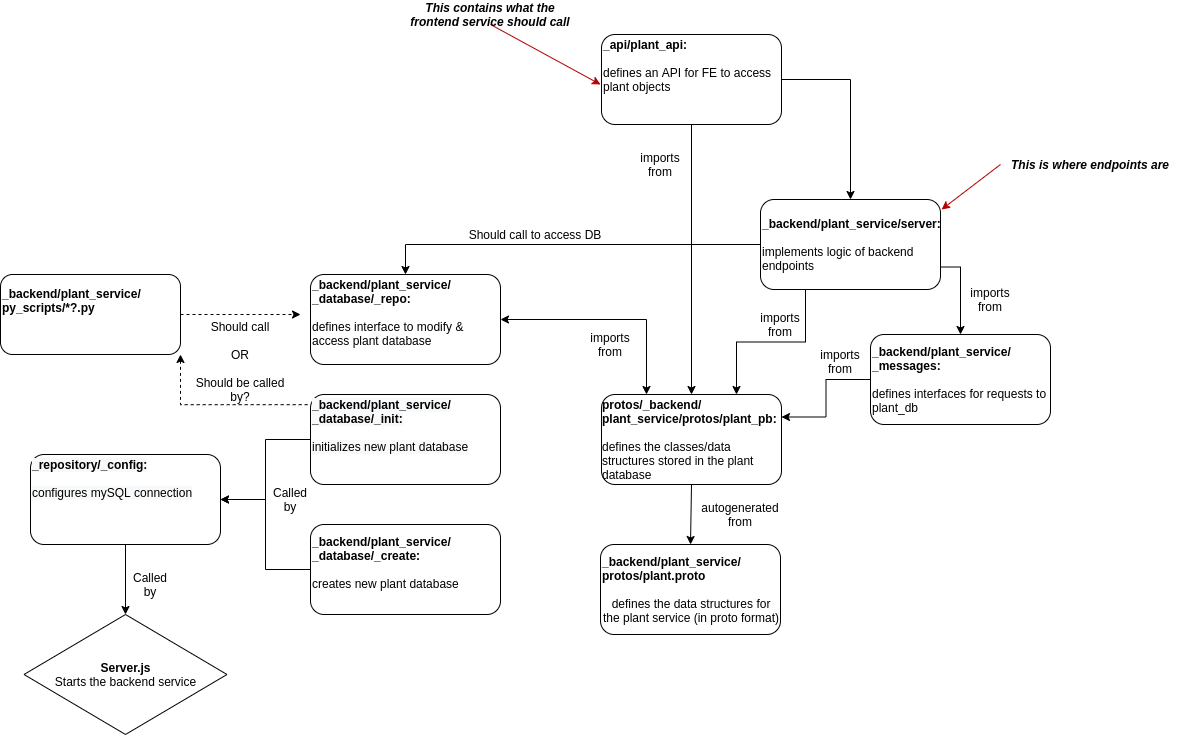 This contains what the
frontend service should call
_api/plant_api:
defines an API for FE to access
plant objects
imports
from
This is where endpoints are
_backend/plant_service/server:
implements logic of backend
endpoints
Should call to access DB
_backend/plant_service/
py_scripts/*?.py
Should call
OR
Should be called
by?
_backend/plant_service/
_database/_repo:
defines interface to modify &
access plant database
imports
from
imports
from
imports
from
imports
from
_backend/plant_service/
_messages:
defines interfaces for requests to
plant_db
_backend/plant_service/
_database/_init:
initializes new plant database
protos/_backend/
plant_service/protos/plant_pb:
defines the classes/data
structures stored in the plant
database
_repository/_config:
configures mySQL connection
Called
by
autogenerated
from
_backend/plant_service/
_database/_create:
creates new plant database
_backend/plant_service/
protos/plant.proto
defines the data structures for
the plant service (in proto format)
Called
by
Server.js
Starts the backend service